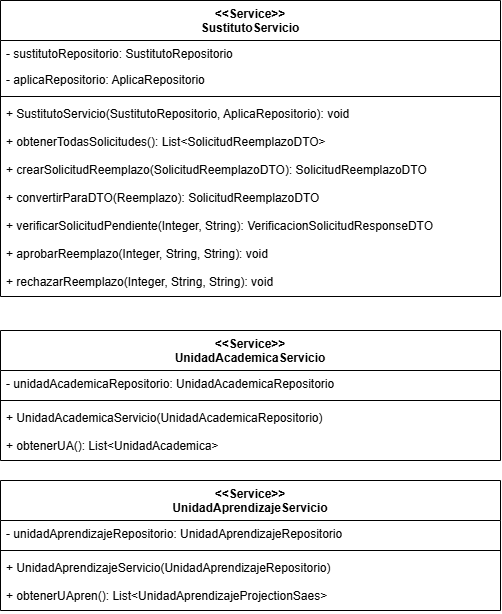 <<Service>>
SustitutoServicio
- sustitutoRepositorio: SustitutoRepositorio
- aplicaRepositorio: AplicaRepositorio
+ SustitutoServicio(SustitutoRepositorio, AplicaRepositorio): void
+ obtenerTodasSolicitudes(): List<SolicitudReemplazoDTO>
+ crearSolicitudReemplazo(SolicitudReemplazoDTO): SolicitudReemplazoDTO
+ convertirParaDTO(Reemplazo): SolicitudReemplazoDTO
+ verificarSolicitudPendiente(Integer, String): VerificacionSolicitudResponseDTO
+ aprobarReemplazo(Integer, String, String): void
+ rechazarReemplazo(Integer, String, String): void
<<Service>>
UnidadAcademicaServicio
- unidadAcademicaRepositorio: UnidadAcademicaRepositorio
+ UnidadAcademicaServicio(UnidadAcademicaRepositorio)
+ obtenerUA(): List<UnidadAcademica>
<<Service>>
UnidadAprendizajeServicio
- unidadAprendizajeRepositorio: UnidadAprendizajeRepositorio
+ UnidadAprendizajeServicio(UnidadAprendizajeRepositorio)
+ obtenerUApren(): List<UnidadAprendizajeProjectionSaes>